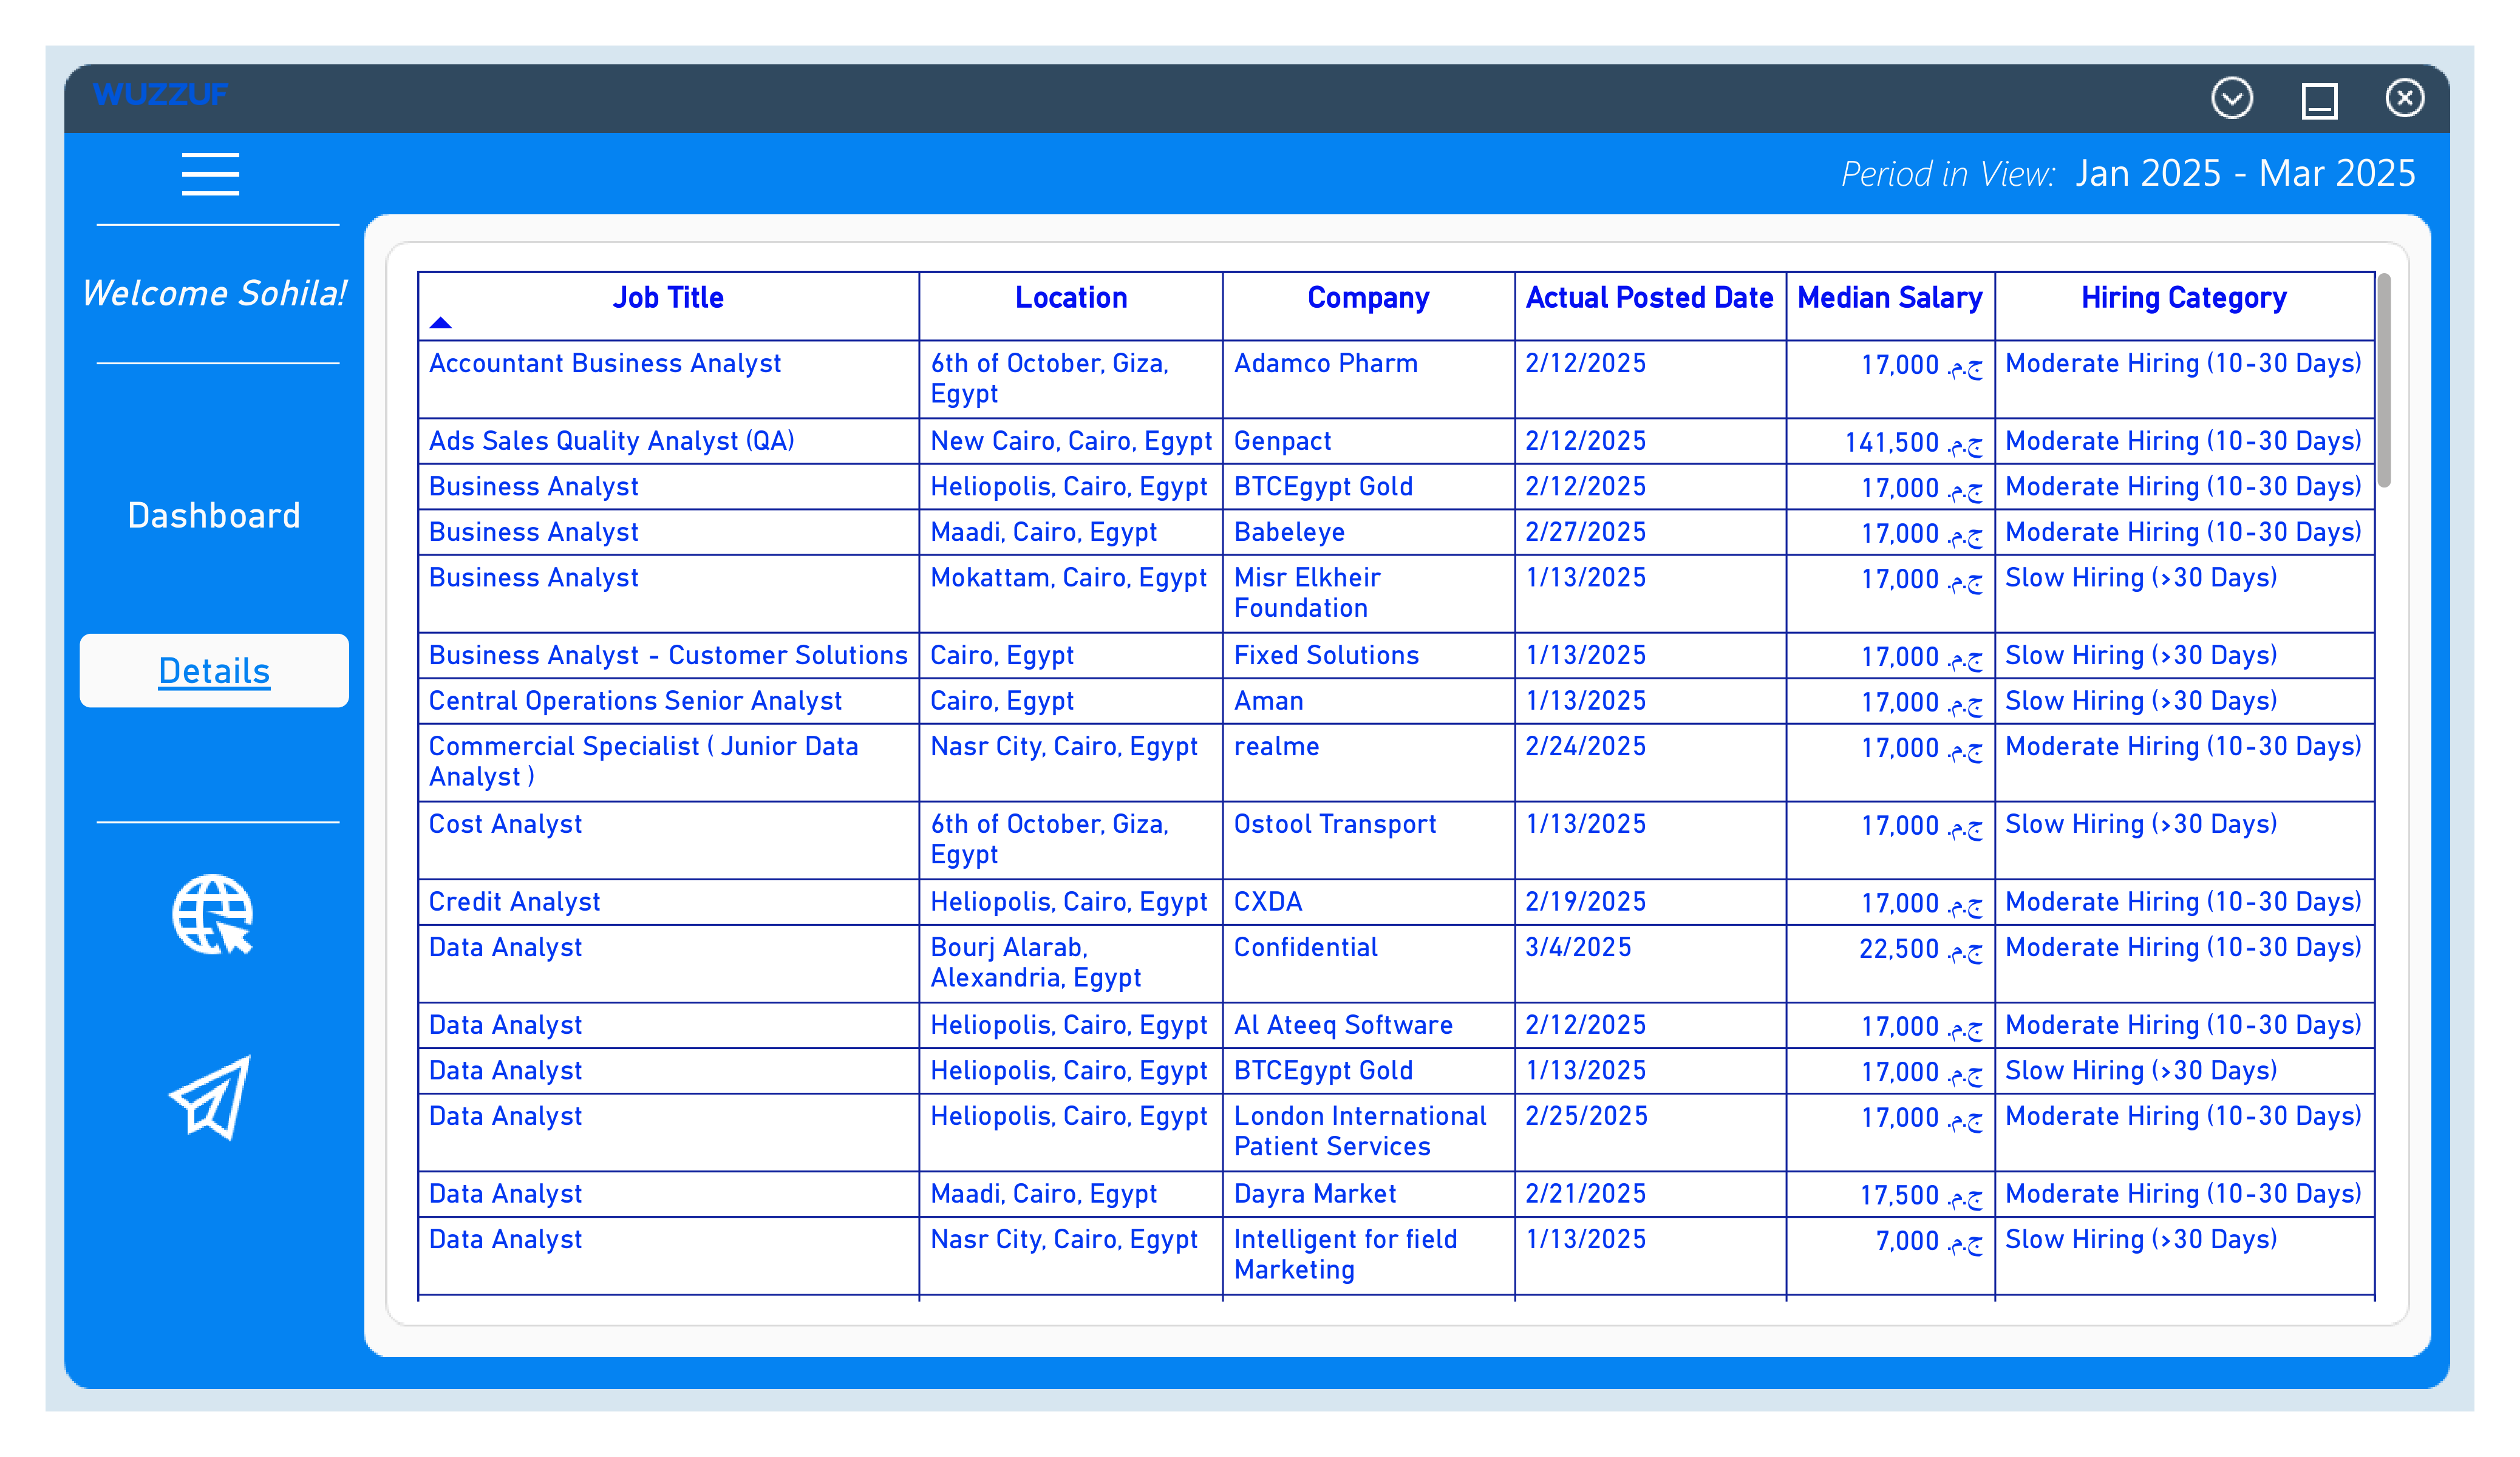 WUZZUF
Period in View: Jan 2025 - Mar 2025
Welcome Sohila!
Dashboard
Details
Job Title Location Company Actual Posted Date Median Salary Hiring Category
Accountant Business Analyst 6th of October, Giza, Adamco Pharm 2/12/2025 17,000 ج.م. Moderate Hiring (10-30 Days)
Egypt
Ads Sales Quality Analyst (QA) New Cairo, Cairo, Egypt Genpact 2/12/2025 141,500 ج.م. Moderate Hiring (10-30 Days)
Business Analyst Heliopolis, Cairo, Egypt BTCEgypt Gold 2/12/2025 17,000 ج.م. Moderate Hiring (10-30 Days)
Business Analyst Maadi, Cairo, Egypt Babeleye 2/27/2025 17,000 ج.م. Moderate Hiring (10-30 Days)
Business Analyst Mokattam, Cairo, Egypt Misr Elkheir 1/13/2025 17,000 ج.م. Slow Hiring (>30 Days)
Foundation
Business Analyst - Customer Solutions Cairo, Egypt Fixed Solutions 1/13/2025 17,000 ج.م. Slow Hiring (>30 Days)
Central Operations Senior Analyst Cairo, Egypt Aman 1/13/2025 17,000 ج.م. Slow Hiring (>30 Days)
Commercial Specialist ( Junior Data Nasr City, Cairo, Egypt realme 2/24/2025 17,000 ج.م. Moderate Hiring (10-30 Days)
Analyst )
Cost Analyst 6th of October, Giza, Ostool Transport 1/13/2025 17,000 ج.م. Slow Hiring (>30 Days)
Egypt
Credit Analyst Heliopolis, Cairo, Egypt CXDA 2/19/2025 17,000 ج.م. Moderate Hiring (10-30 Days)
Data Analyst Bourj Alarab, Confidential 3/4/2025 22,500 ج.م. Moderate Hiring (10-30 Days)
Alexandria, Egypt
Data Analyst Heliopolis, Cairo, Egypt Al Ateeq Software 2/12/2025 17,000 ج.م. Moderate Hiring (10-30 Days)
Data Analyst Heliopolis, Cairo, Egypt BTCEgypt Gold 1/13/2025 17,000 ج.م. Slow Hiring (>30 Days)
Data Analyst Heliopolis, Cairo, Egypt London International 2/25/2025 17,000 ج.م. Moderate Hiring (10-30 Days)
Patient Services
Data Analyst Maadi, Cairo, Egypt Dayra Market 2/21/2025 17,500 ج.م. Moderate Hiring (10-30 Days)
Data Analyst Nasr City, Cairo, Egypt Intelligent for field 1/13/2025 7,000 ج.م. Slow Hiring (>30 Days)
Marketing